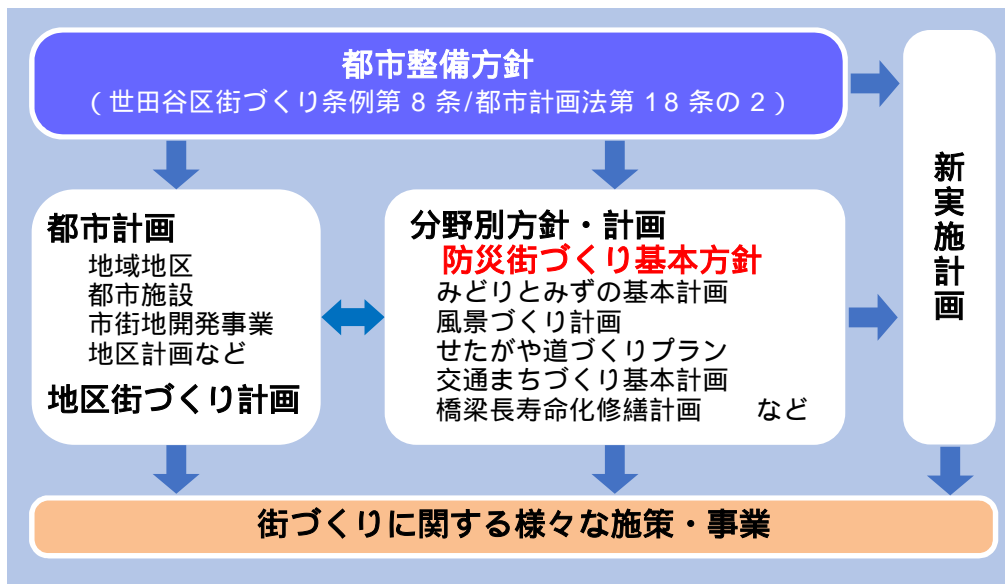 都市整備方針
（世田谷区街づくり条例第８条/都市計画法第１８条の２）
都市計画
地域地区
都市施設
市街地開発事業
地区計画など
地区街づくり計画
分野別方針・計画
防災街づくり基本方針
みどりとみずの基本計画
風景づくり計画
せたがや道づくりプラン
交通まちづくり基本計画
橋梁長寿命化修繕計画　　など
新実施計画
街づくりに関する様々な施策・事業